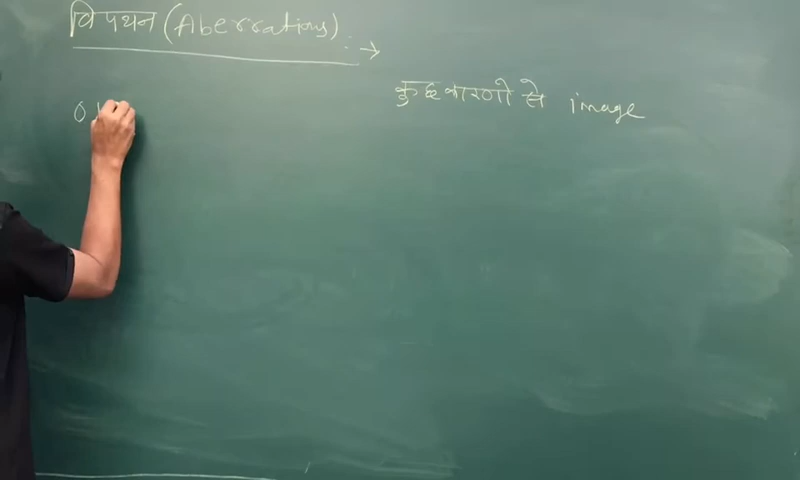 विपथन (Aberrations) : →
कुछ कारणो से image